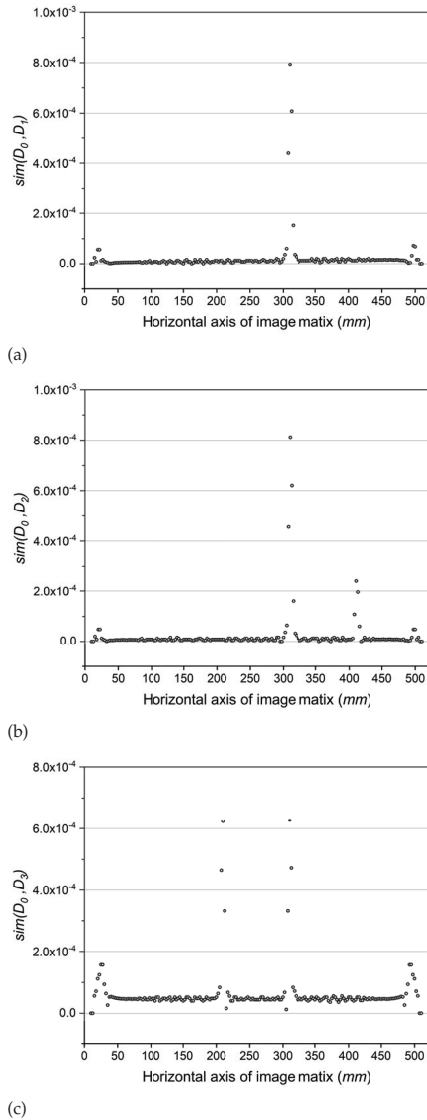 1.0x10-3
8.0x10-4
6.0x10-4
4.0x10-4
2.0x10-4
0.0
sim(D0,D1)
0 50 100 150 200 250 300 350 400 450 500
Horizontal axis of image matix (mm)
(a)
1.0x10-3
8.0x10-4
6.0x10-4
4.0x10-4
2.0x10-4
0.0
sim(D0,D2)
0 50 100 150 200 250 300 350 400 450 500
Horizontal axis of image matix (mm)
(b)
8.0x10-4
6.0x10-4
4.0x10-4
2.0x10-4
0.0
sim(D0,D3)
0 50 100 150 200 250 300 350 400 450 500
Horizontal axis of image matix (mm)
(c)